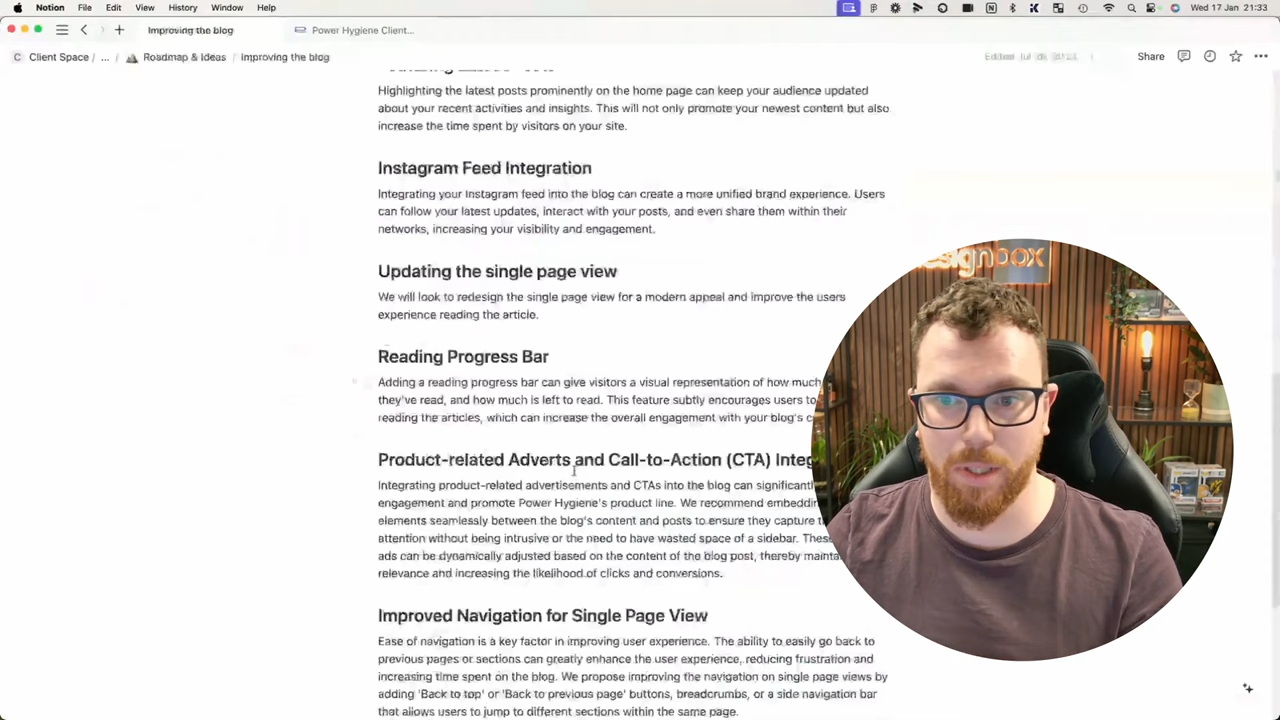 Notion File Edit View History Window Help Wed 17 Jan 21:33
Improving the blog Power Hygiene Client...
C Client Space / ... / Roadmap & Ideas / Improving the blog Edited Share
Highlighting the latest posts prominently on the home page can keep your audience updated
about your recent activities and insights. This will not only promote your newest content but also
increase the time spent by visitors on your site.
Instagram Feed Integration
Integrating your Instagram feed into the blog can create a more unified brand experience. Users
can follow your latest updates, interact with your posts, and even share them within their
networks, increasing your visibility and engagement.
Updating the single page view
We will look to redesign the single page view for a modern appeal and improve the users
experience reading the article.
Reading Progress Bar
Adding a reading progress bar can give visitors a visual representation of how much
they've read, and how much is left to read. This feature subtly encourages users to
reading the articles, which can increase the overall engagement with your blog's c
Product-related Adverts and Call-to-Action (CTA) Integ
Integrating product-related advertisements and CTAs into the blog can significant
engagement and promote Power Hygiene's product line. We recommend embeddin
elements seamlessly between the blog's content and posts to ensure they capture t
attention without being intrusive or the need to have wasted space of a sidebar. These
ads can be dynamically adjusted based on the content of the blog post, thereby mainta
relevance and increasing the likelihood of clicks and conversions.
Improved Navigation for Single Page View
Ease of navigation is a key factor in improving user experience. The ability to easily go back to
previous pages or sections can greatly enhance the user experience, reducing frustration and
increasing time spent on the blog. We propose improving the navigation on single page views by
adding 'Back to top' or 'Back to previous page' buttons, breadcrumbs, or a side navigation bar
that allows users to jump to different sections within the same page.
signbox